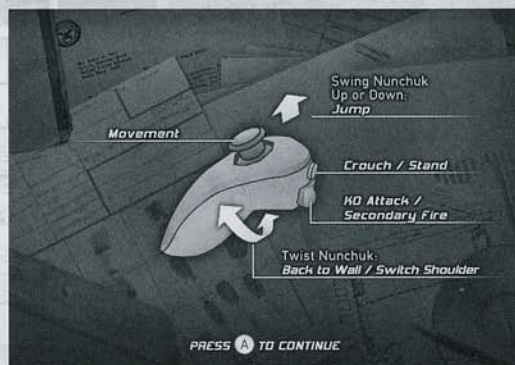 Swing Nunchuk
Up or Down:
Jump
Movement
Crouch / Stand
KO Attack /
Secondary Fire
Twist Nunchuk:
Back to Wall / Switch Shoulder
PRESS A TO CONTINUE